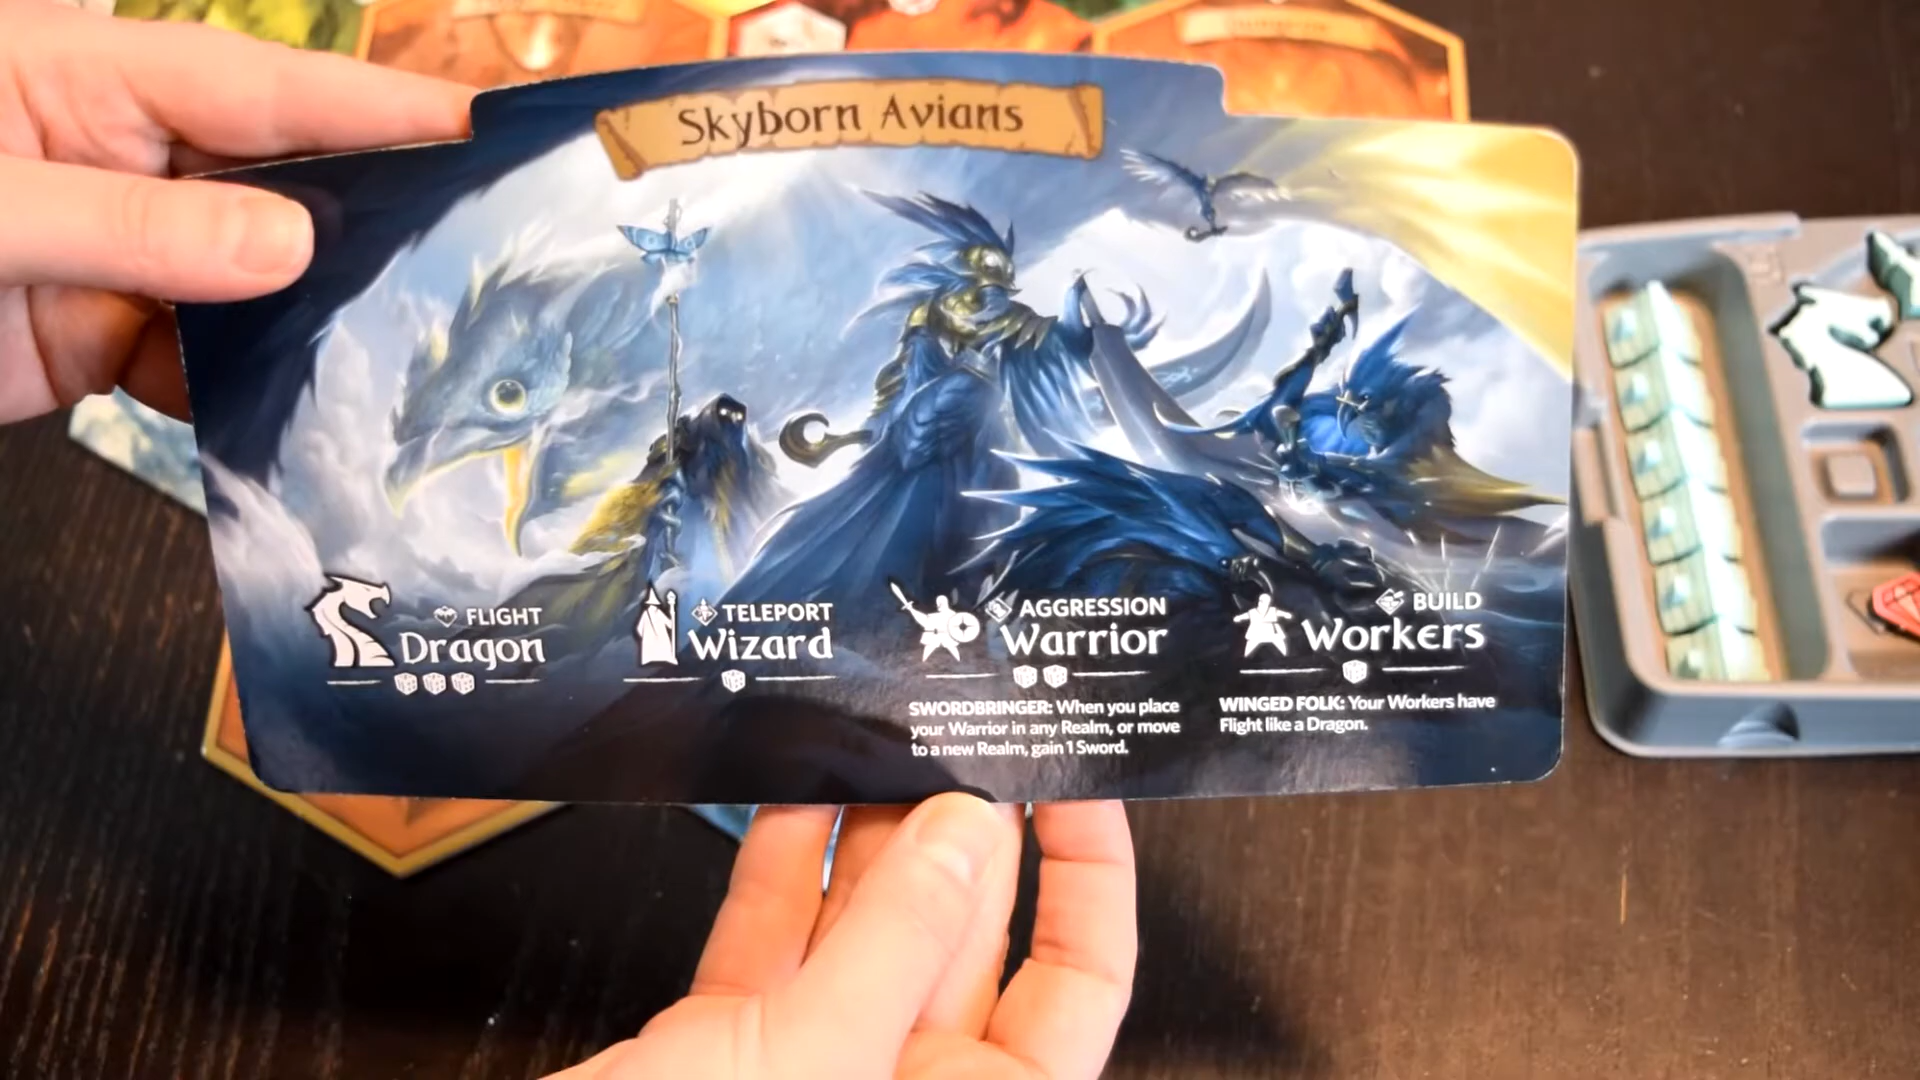 Skyborn Avians
FLIGHT
Dragon
TELEPORT
Wizard
AGGRESSION
Warrior
SWORDBRINGER: When you place
your Warrior in any Realm, or move
to a new Realm, gain 1 Sword.
BUILD
Workers
WINGED FOLK: Your Workers have
Flight like a Dragon.